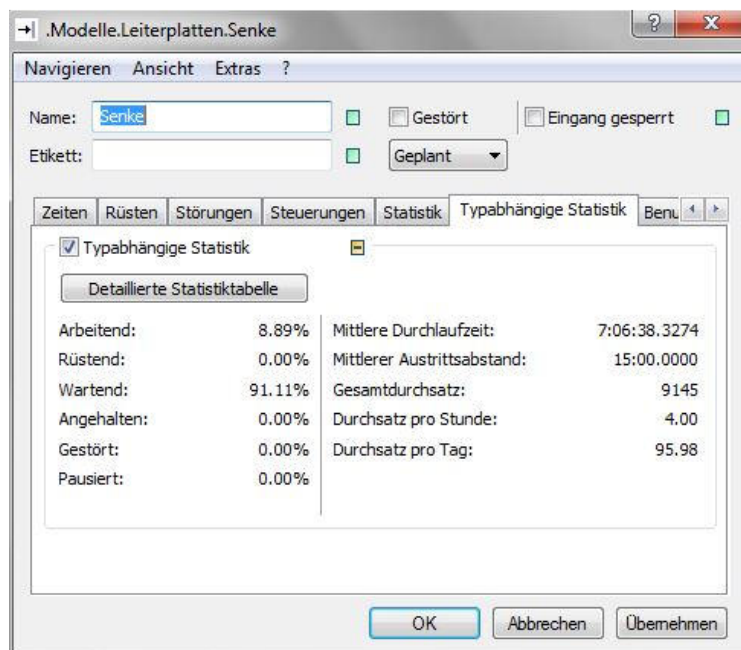 .Modelle.Leiterplatten.Senke
Navigieren Ansicht Extras ?
Name: Senke Gestört Eingang gesperrt
Etikett: Geplant
Zeiten Rüsten Störungen Steuerungen Statistik Typabhängige Statistik Benu
Typabhängige Statistik
Detaillierte Statistiktabelle
Arbeitend: 8.89% Mittlere Durchlaufzeit: 7:06:38.3274
Rüstend: 0.00% Mittlerer Austrittsabstand: 15:00.0000
Wartend: 91.11% Gesamtdurchsatz: 9145
Angehalten: 0.00% Durchsatz pro Stunde: 4.00
Gestört: 0.00% Durchsatz pro Tag: 95.98
Pausiert: 0.00%
OK Abbrechen Übernehmen